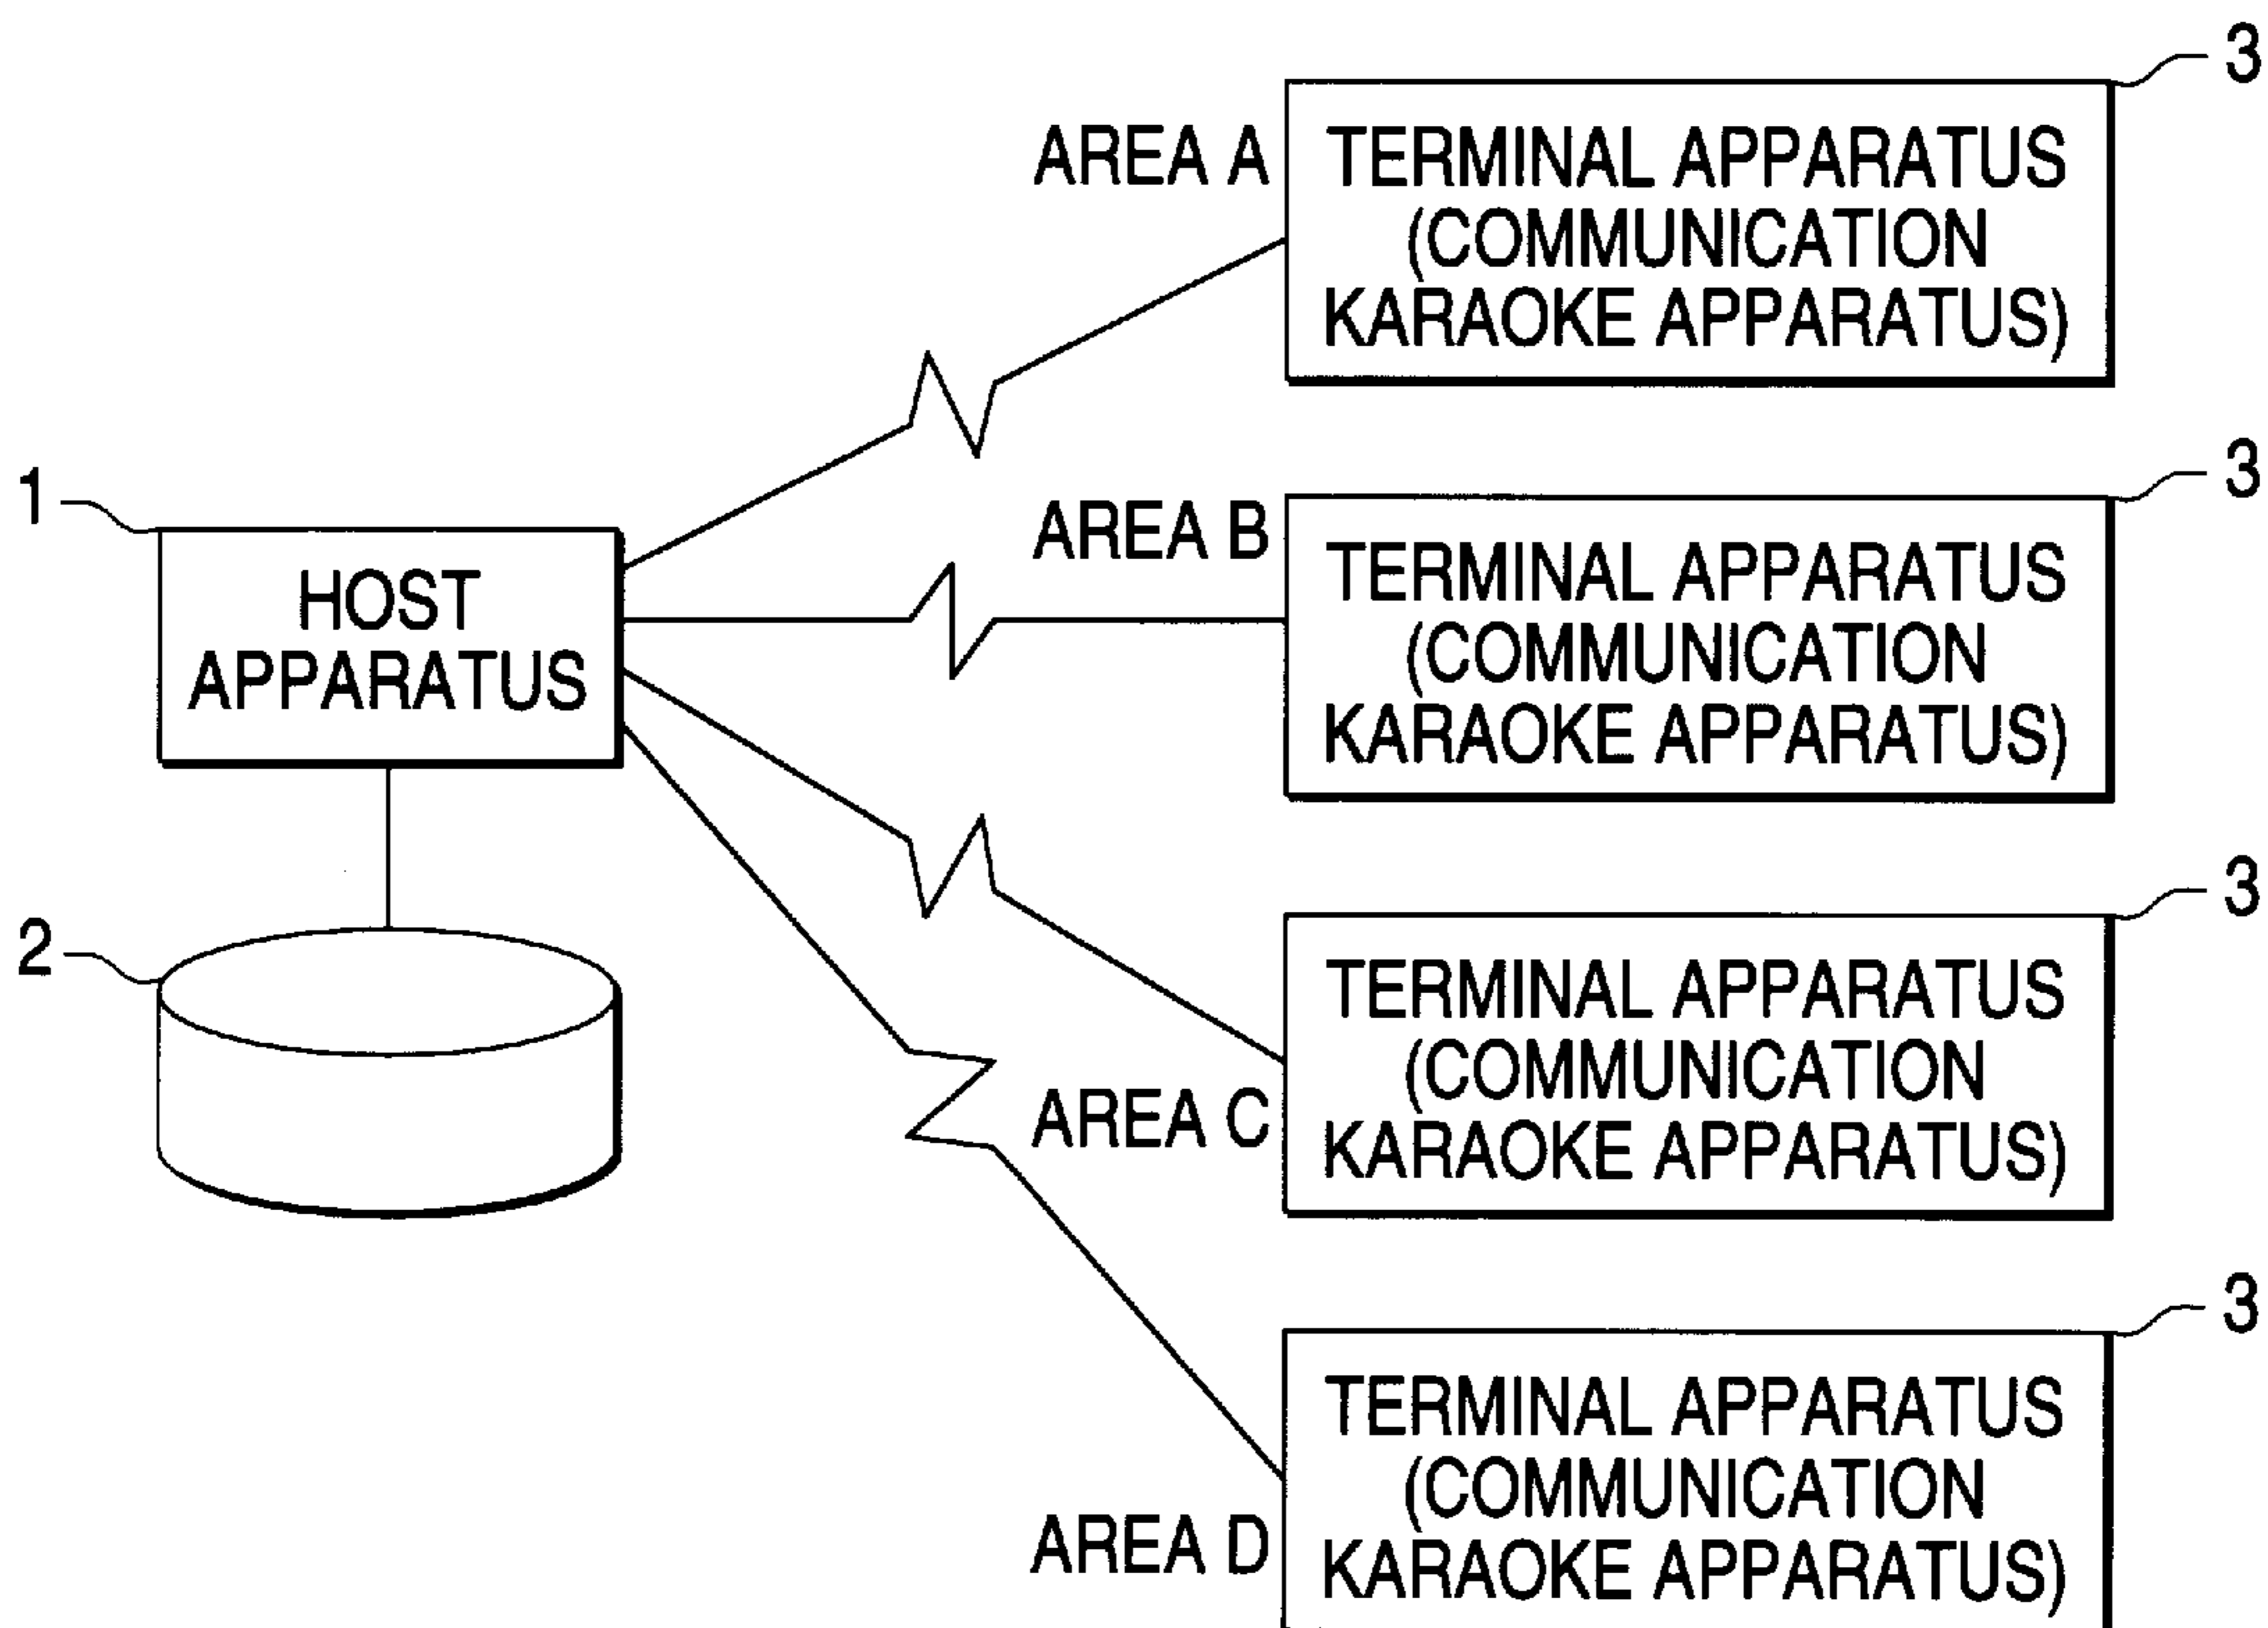 3
AREA A
TERMINAL APPARATUS
(COMMUNICATION
KARAOKE APPARATUS)
1
HOST
APPARATUS
3
AREA B
TERMINAL APPARATUS
(COMMUNICATION
KARAOKE APPARATUS)
2
3
AREA C
TERMINAL APPARATUS
(COMMUNICATION
KARAOKE APPARATUS)
3
AREA D
TERMINAL APPARATUS
(COMMUNICATION
KARAOKE APPARATUS)